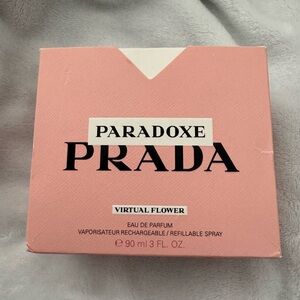 PARADOXE
PRADA
VIRTUAL FLOWER
EAU DE PARFUM
VAPORISATEUR RECHARGEABLE / REFILLABLE SPRAY
℮ 90 ml 3 FL. OZ.